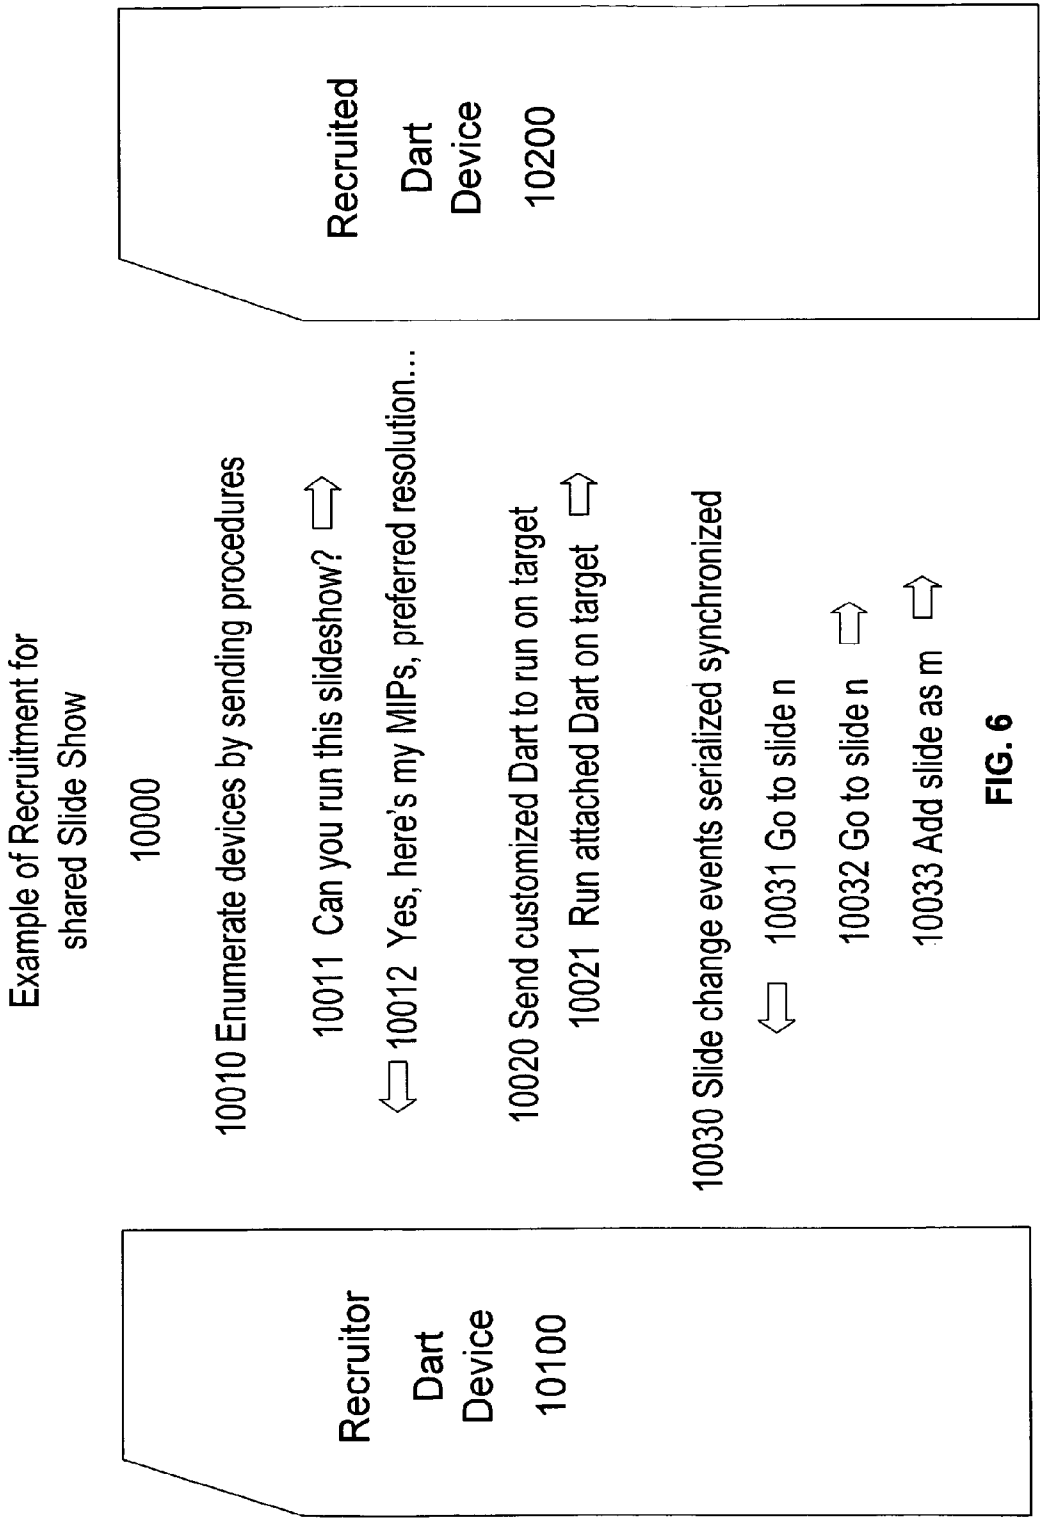 Example of Recruitment for
shared Slide Show
10000
Recruitor
Dart
Device
10100
10010 Enumerate devices by sending procedures
10011 Can you run this slideshow?
10012 Yes, here's my MIPs, preferred resolution...
10020 Send customized Dart to run on target
10021 Run attached Dart on target
10030 Slide change events serialized synchronized
10031 Go to slide n
10032 Go to slide n
10033 Add slide as m
Recruited
Dart
Device
10200
FIG. 6